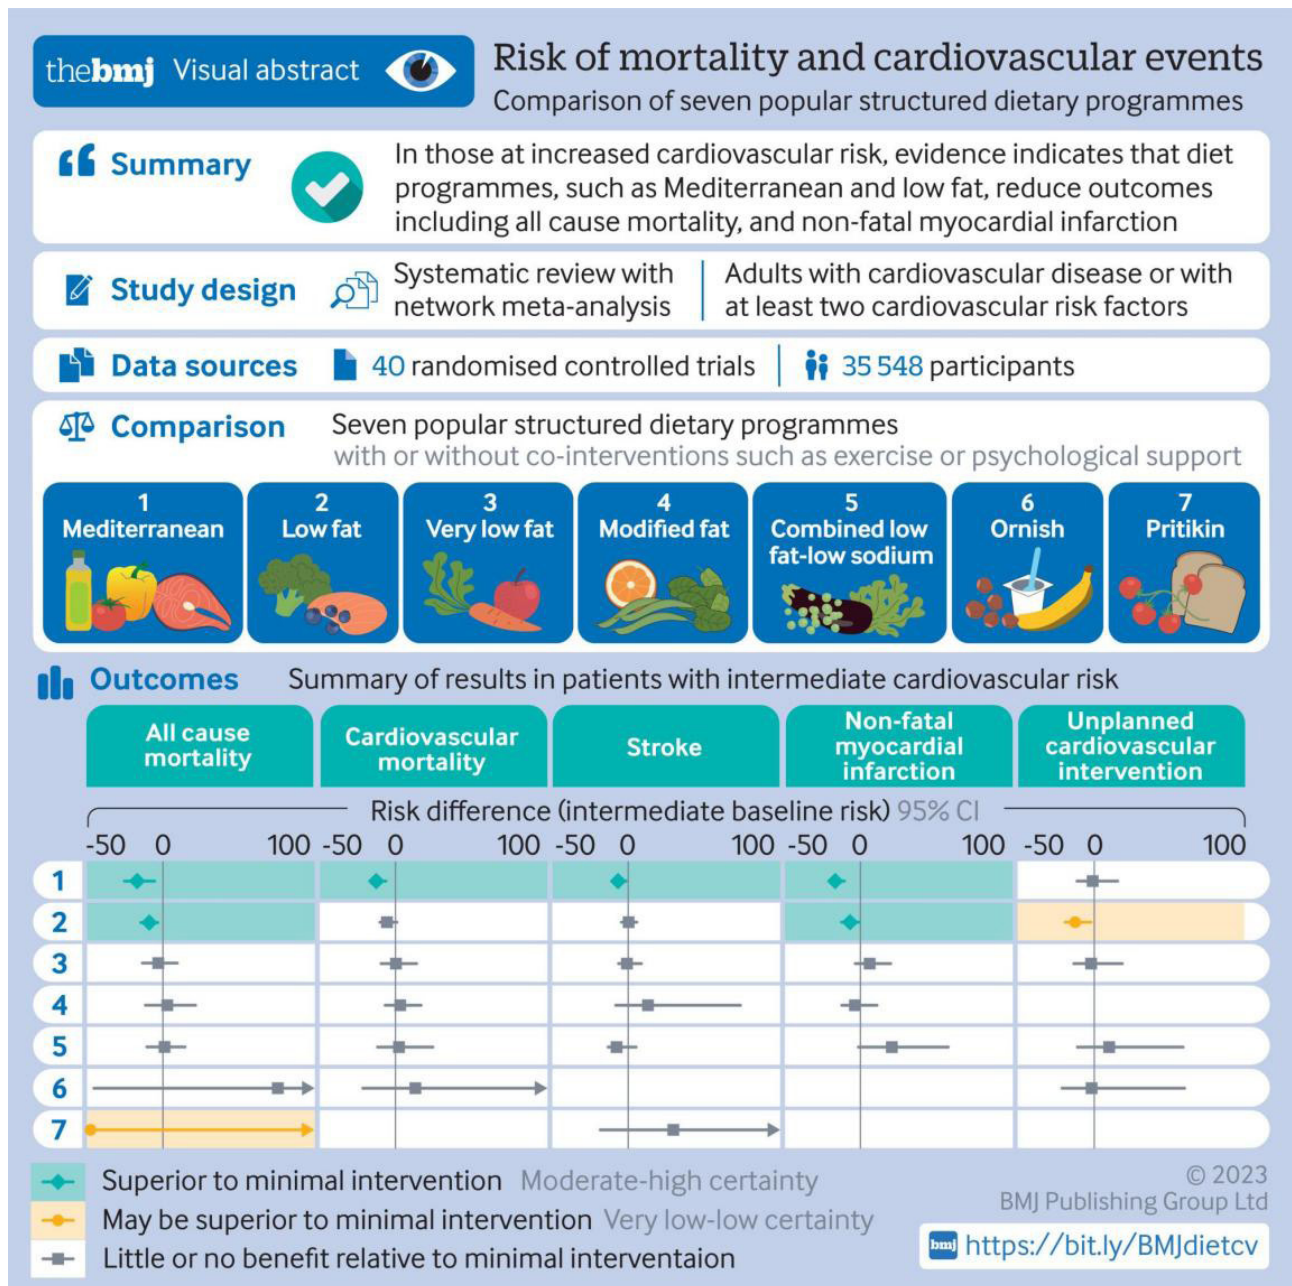 thebmj Visual abstract
Risk of mortality and cardiovascular events
Comparison of seven popular structured dietary programmes
Summary
In those at increased cardiovascular risk, evidence indicates that diet
programmes, such as Mediterranean and low fat, reduce outcomes
including all cause mortality, and non-fatal myocardial infarction
Study design
Systematic review with
network meta-analysis
Adults with cardiovascular disease or with
at least two cardiovascular risk factors
Data sources
40 randomised controlled trials
35 548 participants
Comparison
Seven popular structured dietary programmes
with or without co-interventions such as exercise or psychological support
1
Mediterranean
2
Low fat
3
Very low fat
4
Modified fat
5
Combined low
fat-low sodium
6
Ornish
7
Pritikin
Outcomes
Summary of results in patients with intermediate cardiovascular risk
All cause
mortality
Cardiovascular
mortality
Stroke
Non-fatal
myocardial
infarction
Unplanned
cardiovascular
intervention
Risk difference (intermediate baseline risk) 95% CI
-50 0 100 -50 0 100 -50 0 100 -50 0 100 -50 0 100
1
2
3
4
5
6
7
Superior to minimal intervention Moderate-high certainty
May be superior to minimal intervention Very low-low certainty
Little or no benefit relative to minimal interventaion
© 2023
BMJ Publishing Group Ltd
bmj https://bit.ly/BMJdietcv